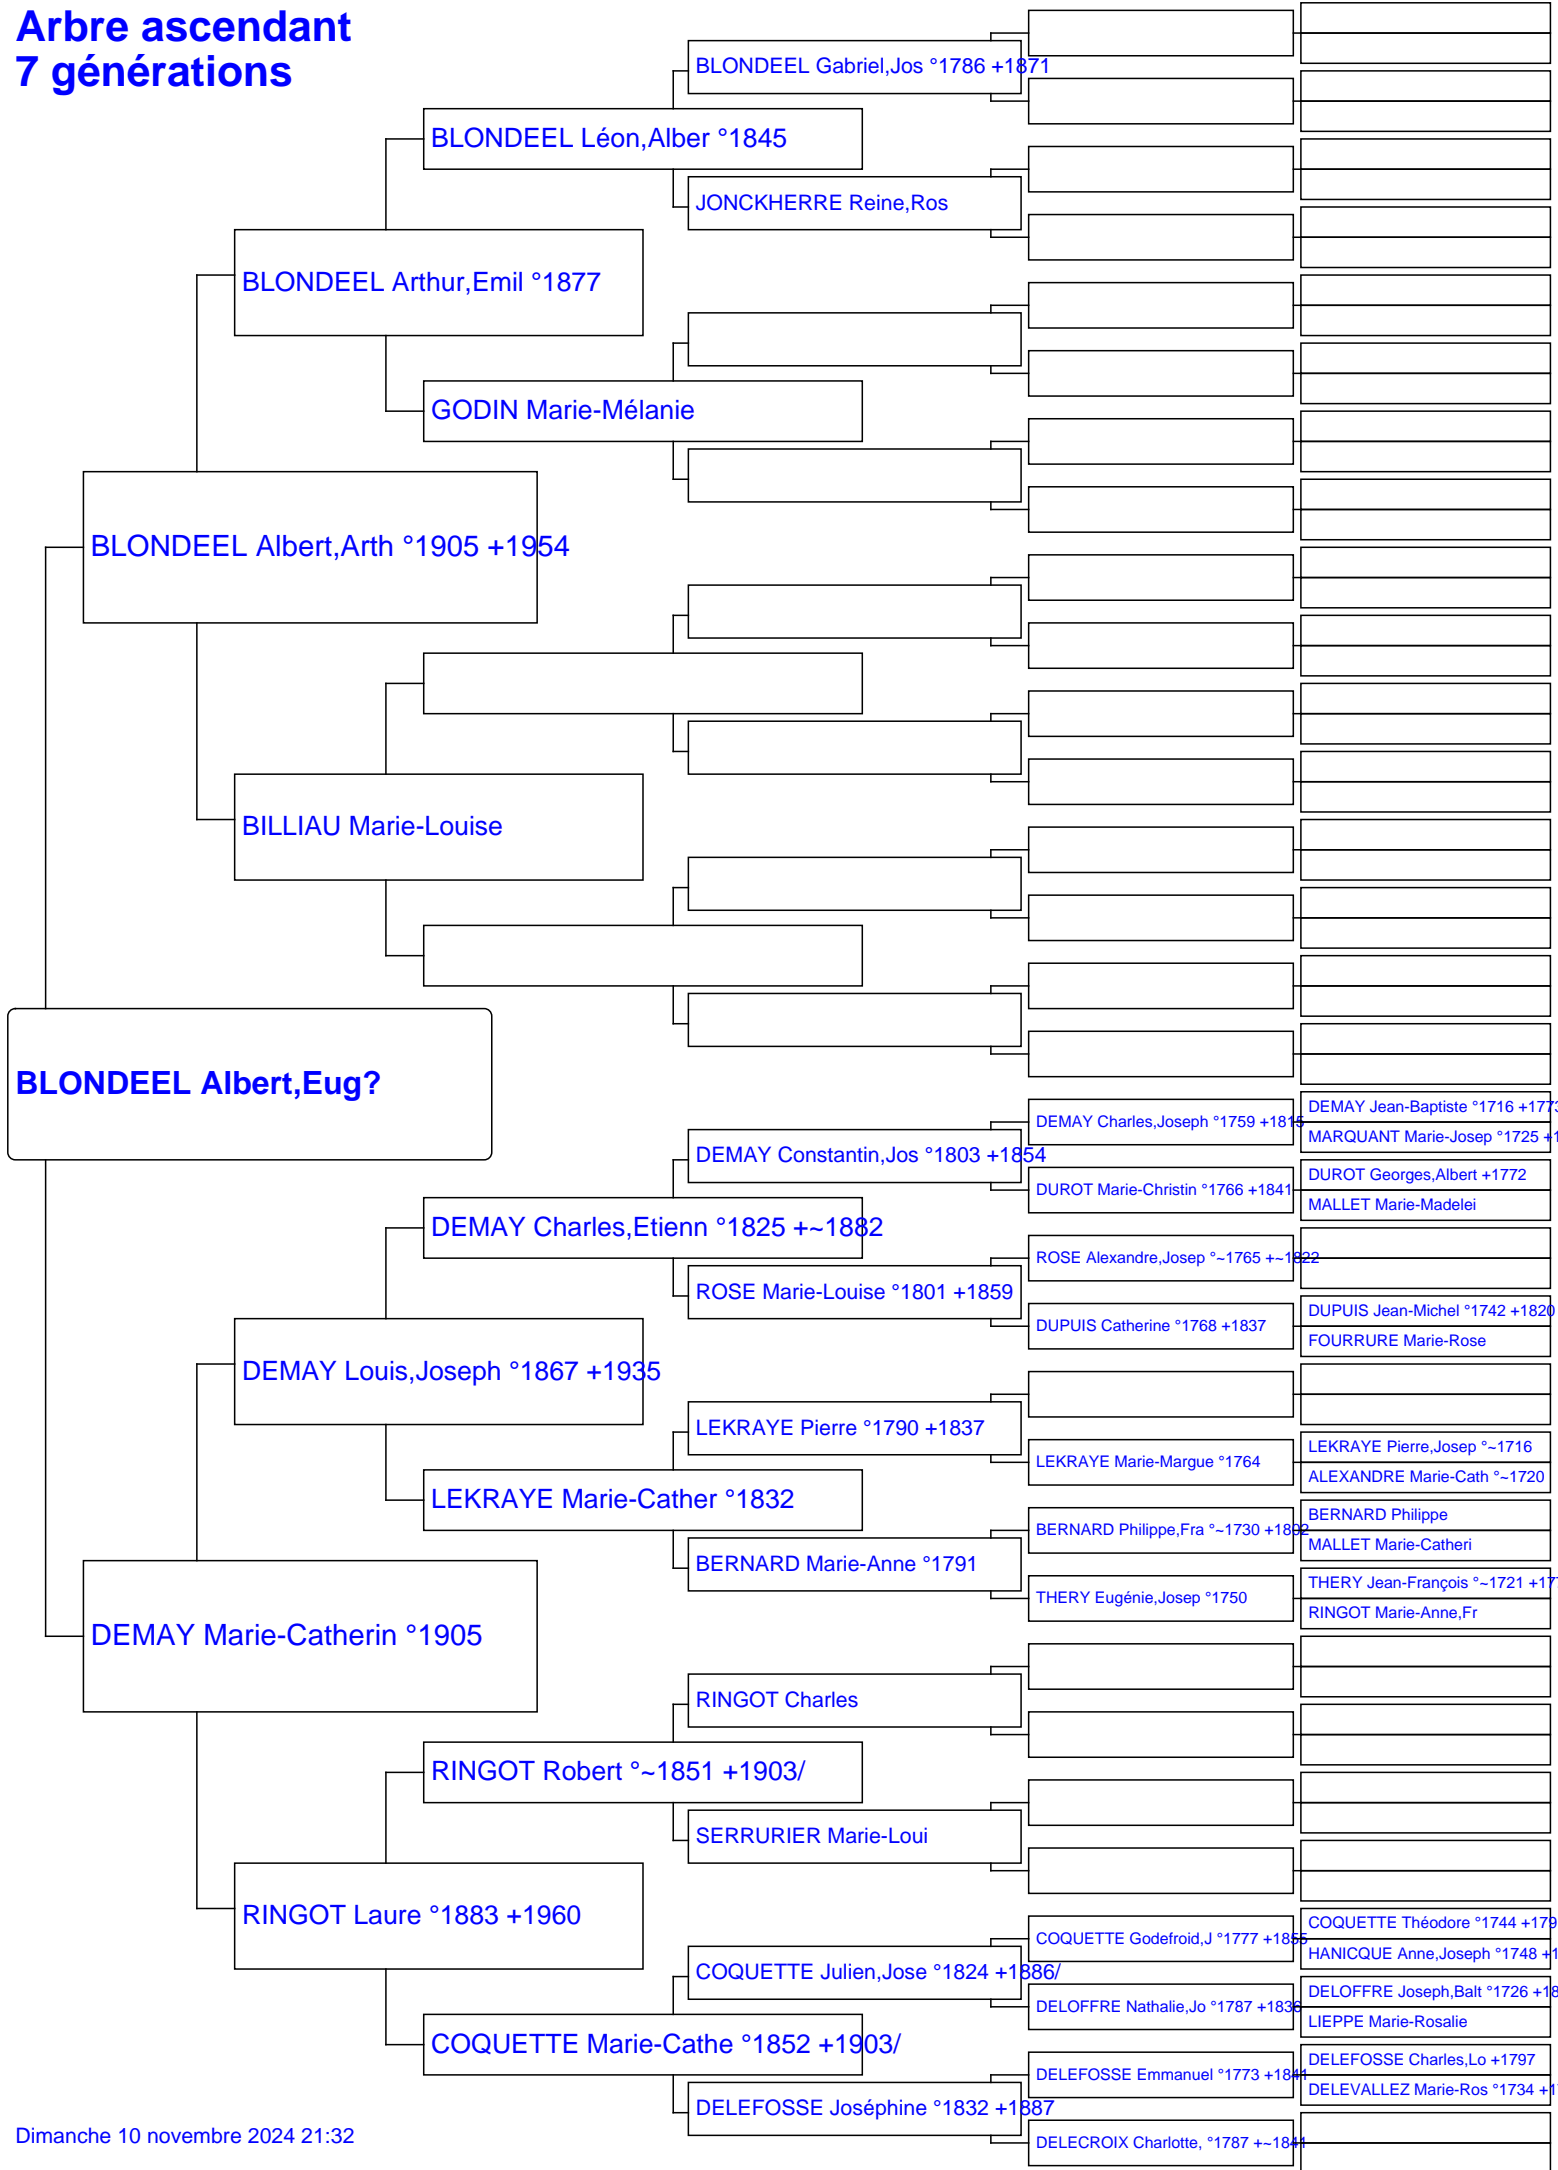 Arbre ascendant
7 générations
BLONDEEL Gabriel,Jos °1786 +1871
BLONDEEL Léon,Alber °1845
JONCKHERRE Reine,Ros
BLONDEEL Arthur,Emil °1877
GODIN Marie-Mélanie
BLONDEEL Albert,Arth °1905 +1954
BILLIAU Marie-Louise
BLONDEEL Albert,Eug?
DEMAY Jean-Baptiste °1716 +1773
DEMAY Charles,Joseph °1759 +1815
MARQUANT Marie-Josep °1725 +1
DEMAY Constantin,Jos °1803 +1854
DUROT Georges,Albert +1772
DUROT Marie-Christin °1766 +1841
MALLET Marie-Madelei
DEMAY Charles,Etienn °1825 +~1882
ROSE Alexandre,Josep °~1765 +~1822
ROSE Marie-Louise °1801 +1859
DUPUIS Jean-Michel °1742 +1820
DUPUIS Catherine °1768 +1837
FOURRURE Marie-Rose
DEMAY Louis,Joseph °1867 +1935
LEKRAYE Pierre °1790 +1837
LEKRAYE Pierre,Josep °~1716
LEKRAYE Marie-Margue °1764
ALEXANDRE Marie-Cath °~1720
LEKRAYE Marie-Cather °1832
BERNARD Philippe
BERNARD Philippe,Fra °~1730 +1802
MALLET Marie-Catheri
BERNARD Marie-Anne °1791
THERY Jean-François °~1721 +177
THERY Eugénie,Josep °1750
RINGOT Marie-Anne,Fr
DEMAY Marie-Catherin °1905
RINGOT Charles
RINGOT Robert °~1851 +1903/
SERRURIER Marie-Loui
RINGOT Laure °1883 +1960
COQUETTE Théodore °1744 +179
COQUETTE Godefroid,J °1777 +1855
HANICQUE Anne,Joseph °1748 +1
COQUETTE Julien,Jose °1824 +1886/
DELOFFRE Joseph,Balt °1726 +18
DELOFFRE Nathalie,Jo °1787 +1836
LIEPPE Marie-Rosalie
COQUETTE Marie-Cathe °1852 +1903/
DELEFOSSE Charles,Lo +1797
DELEFOSSE Emmanuel °1773 +1841
DELEVALLEZ Marie-Ros °1734 +1
DELEFOSSE Joséphine °1832 +1887
DELECROIX Charlotte, °1787 +~1841
Dimanche 10 novembre 2024 21:32